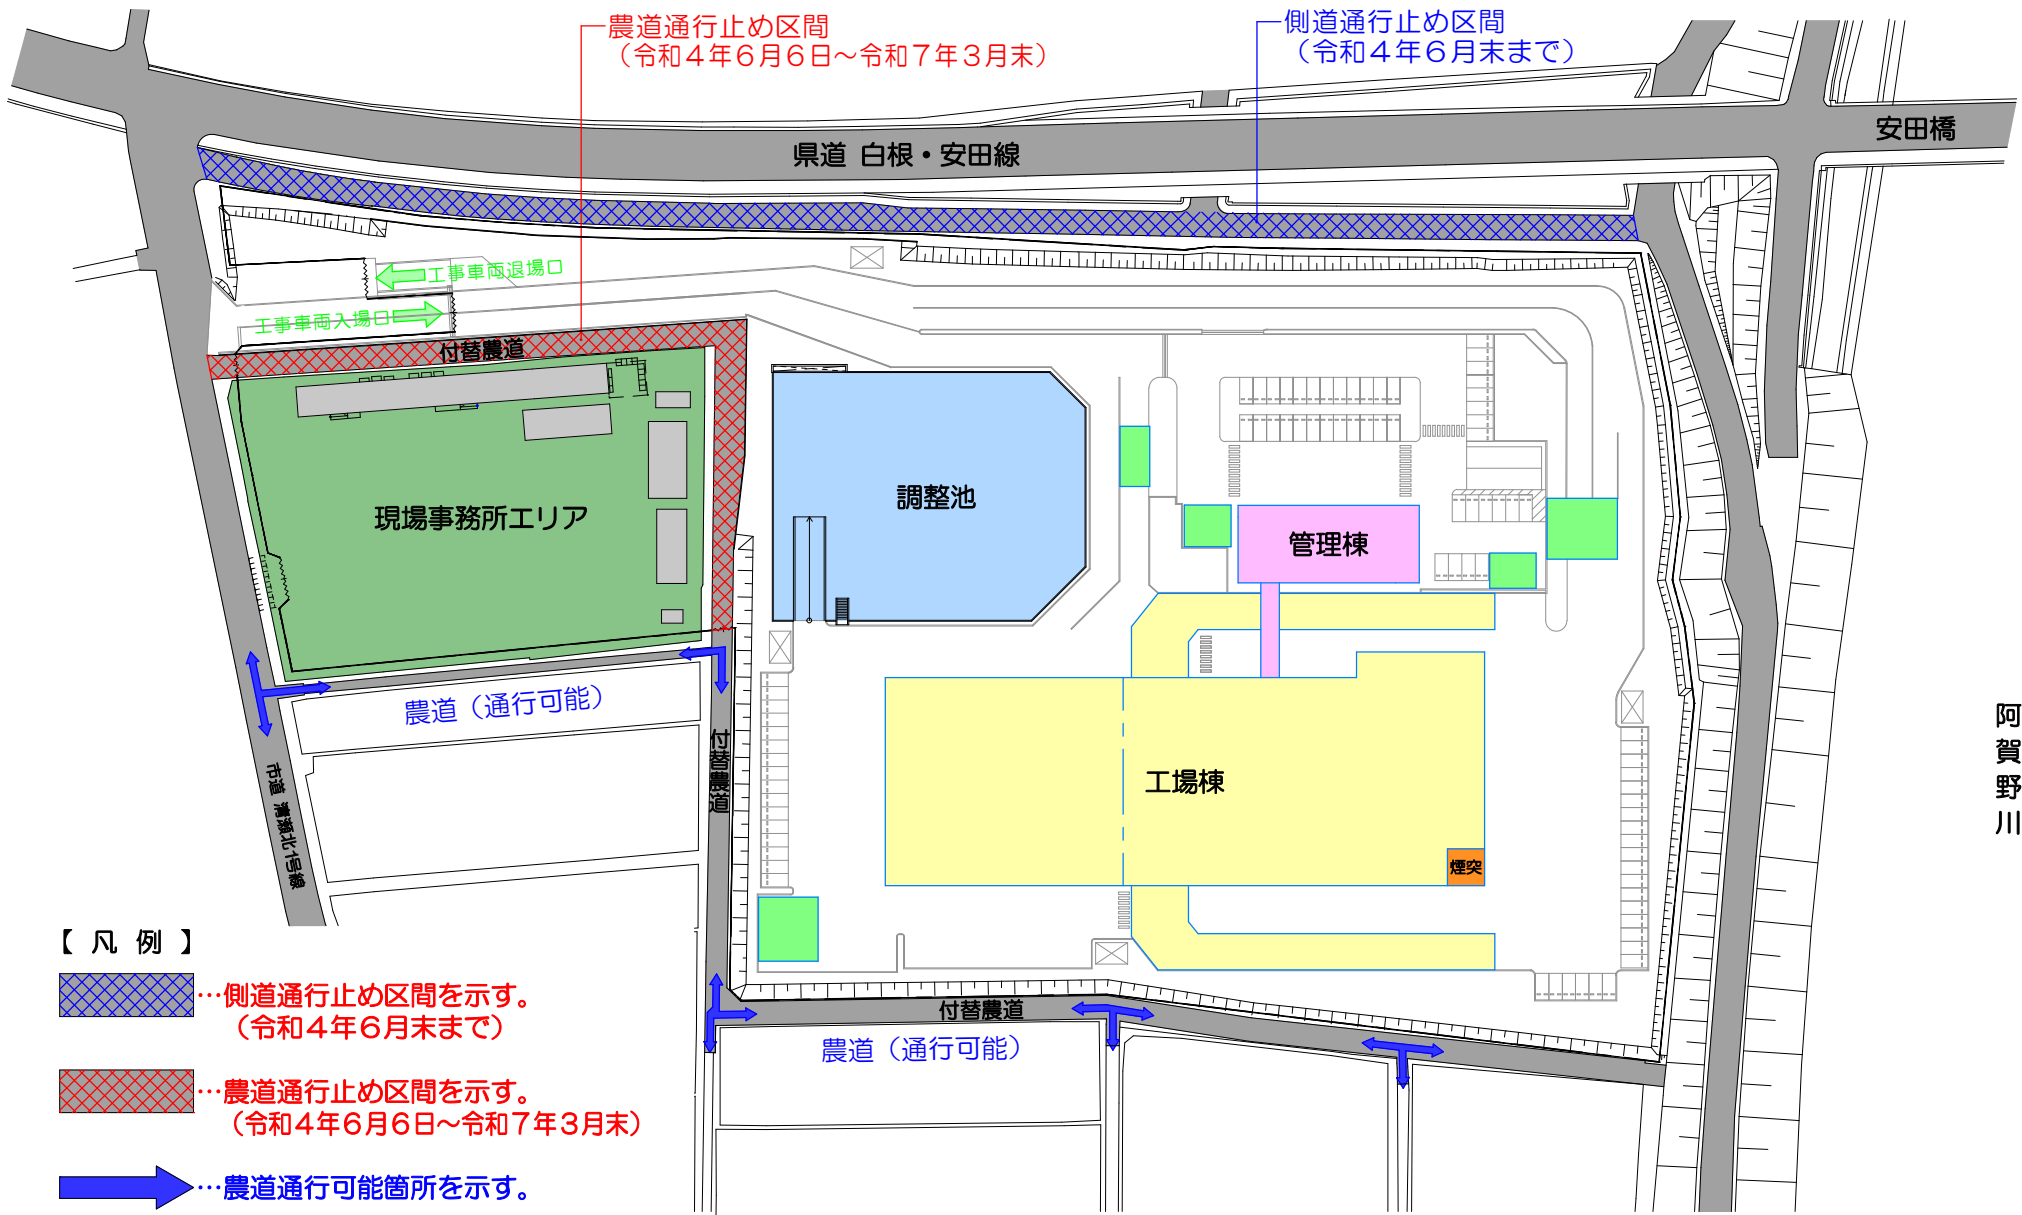 農道通行止め区間
（令和４年６月６日～令和７年３月末）
側道通行止め区間
（令和４年６月末まで）
安田橋
県道 白根・安田線
工事車両退場口
工事車両入場口
付替農道
現場事務所エリア
調整池
管理棟
農道（通行可能）
付替農道
工場棟
煙突
阿賀野川
市道 溝瀬北1号線
付替農道
農道（通行可能）
【 凡 例 】
…側道通行止め区間を示す。
（令和４年６月末まで）
…農道通行止め区間を示す。
（令和４年６月６日～令和７年３月末）
…農道通行可能箇所を示す。